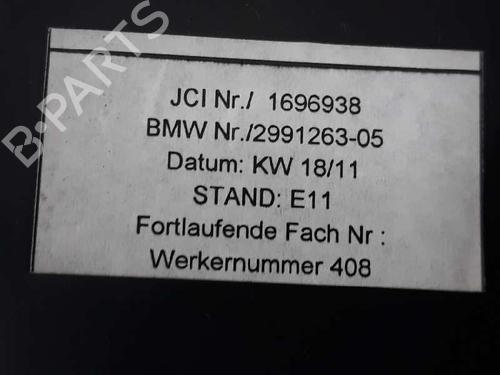 B-PARTS
JCI Nr./ 1696938
BMW Nr./2991263-05
Datum: KW 18/11
STAND: E11
Fortlaufende Fach Nr :
Werkernummer 408